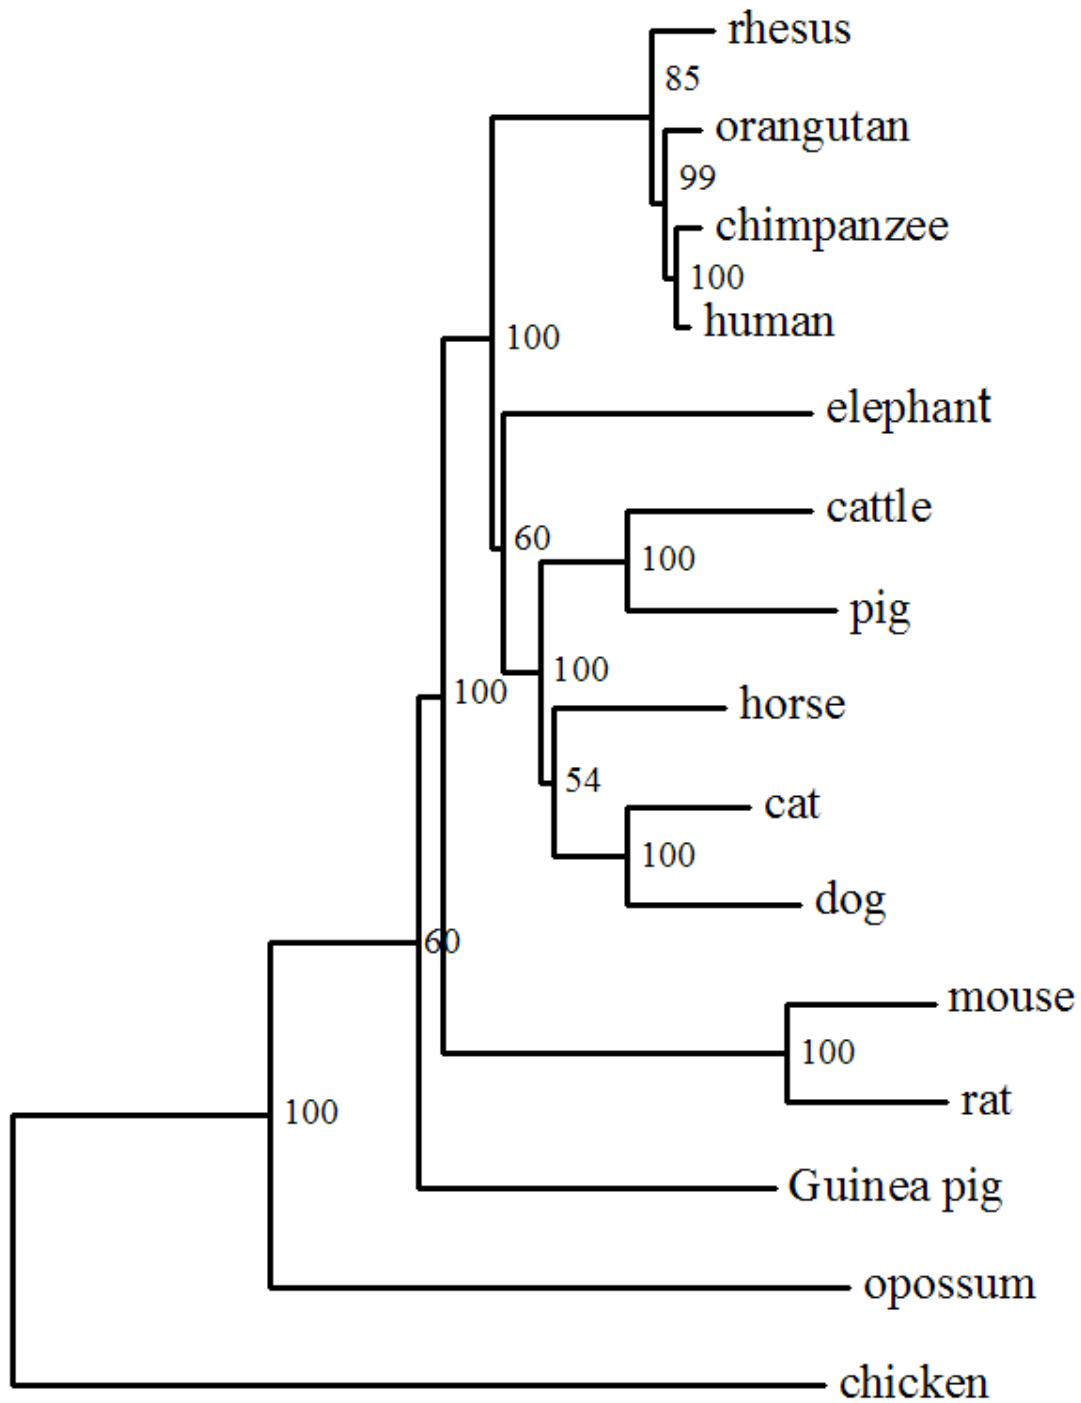 rhesus
85
orangutan
99
chimpanzee
100
human
100
elephant
cattle
60
100
pig
100
100
horse
54
cat
100
dog
60
mouse
100
rat
100
Guinea pig
opossum
chicken